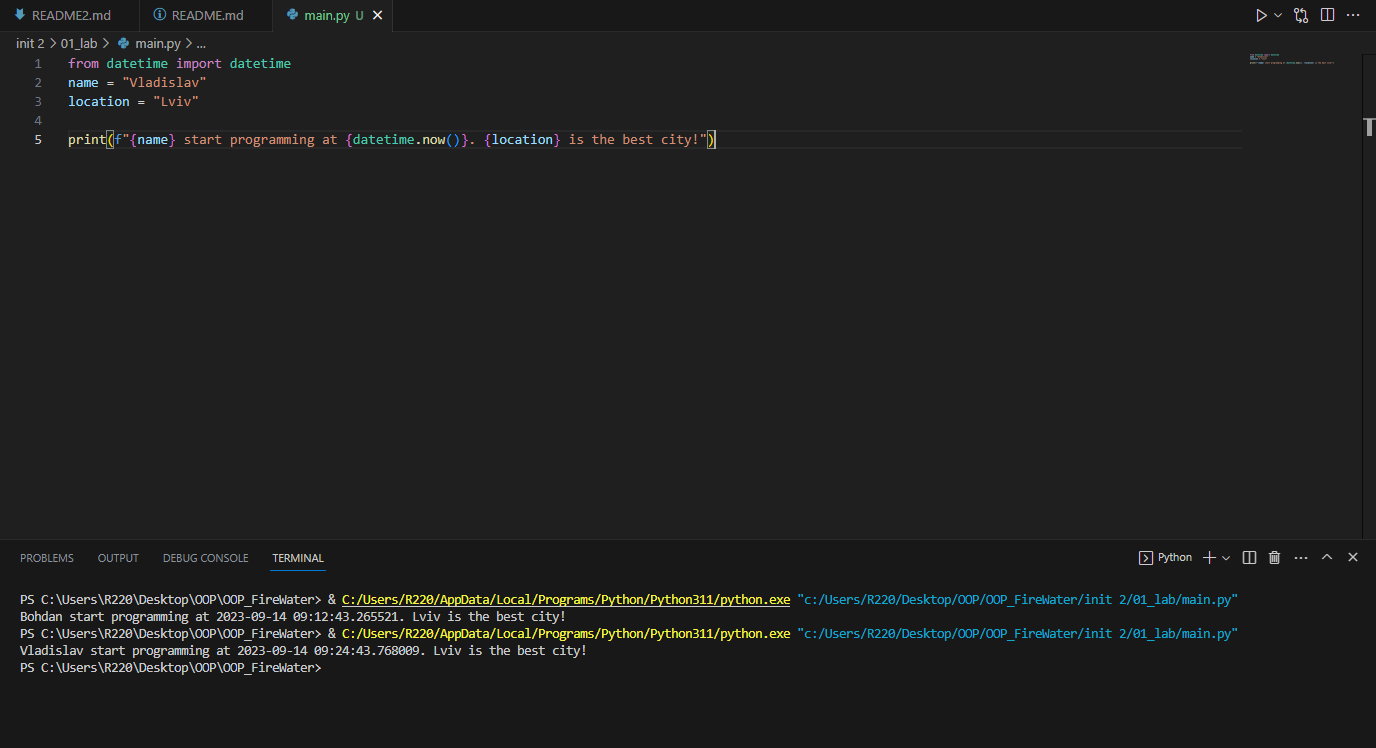 README2.md README.md main.py U
init 2 > 01_lab > main.py > ...
1 from datetime import datetime
2 name = "Vladislav"
3 location = "Lviv"
4
5 print(f"{name} start programming at {datetime.now()}. {location} is the best city!")
PROBLEMS OUTPUT DEBUG CONSOLE TERMINAL Python
PS C:\Users\R220\Desktop\OOP\OOP_FireWater> & C:/Users/R220/AppData/Local/Programs/Python/Python311/python.exe "c:/Users/R220/Desktop/OOP/OOP_FireWater/init 2/01_lab/main.py"
Bohdan start programming at 2023-09-14 09:12:43.265521. Lviv is the best city!
PS C:\Users\R220\Desktop\OOP\OOP_FireWater> & C:/Users/R220/AppData/Local/Programs/Python/Python311/python.exe "c:/Users/R220/Desktop/OOP/OOP_FireWater/init 2/01_lab/main.py"
Vladislav start programming at 2023-09-14 09:24:43.768009. Lviv is the best city!
PS C:\Users\R220\Desktop\OOP\OOP_FireWater>